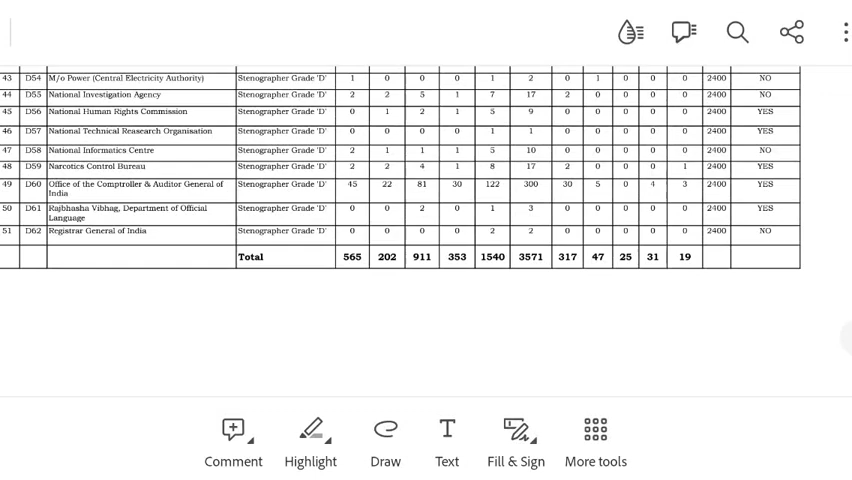 43 D54 M/o Power (Central Electricity Authority) Stenographer Grade 'D' 1 0 0 0 1 2 0 1 0 0 0 2400 NO
44 D55 National Investigation Agency Stenographer Grade 'D' 2 2 5 1 7 17 2 0 0 0 0 2400 NO
45 D56 National Human Rights Commission Stenographer Grade 'D' 0 1 2 1 5 9 0 0 0 0 0 2400 YES
46 D57 National Technical Reasearch Organisation Stenographer Grade 'D' 0 0 0 0 1 1 0 0 0 0 0 2400 YES
47 D58 National Informatics Centre Stenographer Grade 'D' 2 1 1 1 5 10 0 0 0 0 0 2400 NO
48 D59 Narcotics Control Bureau Stenographer Grade 'D' 2 2 4 1 8 17 2 0 0 0 1 2400 YES
49 D60 Office of the Comptroller & Auditor General of Stenographer Grade 'D' 45 22 81 30 122 300 30 5 0 4 3 2400 YES
India
50 D61 Rajbhasha Vibhag, Department of Official Stenographer Grade 'D' 0 0 2 0 1 3 0 0 0 0 0 2400 YES
Language
51 D62 Registrar General of India Stenographer Grade 'D' 0 0 0 0 2 2 0 0 0 0 0 2400 NO
Total 565 202 911 353 1540 3571 317 47 25 31 19
Comment Highlight Draw Text Fill & Sign More tools